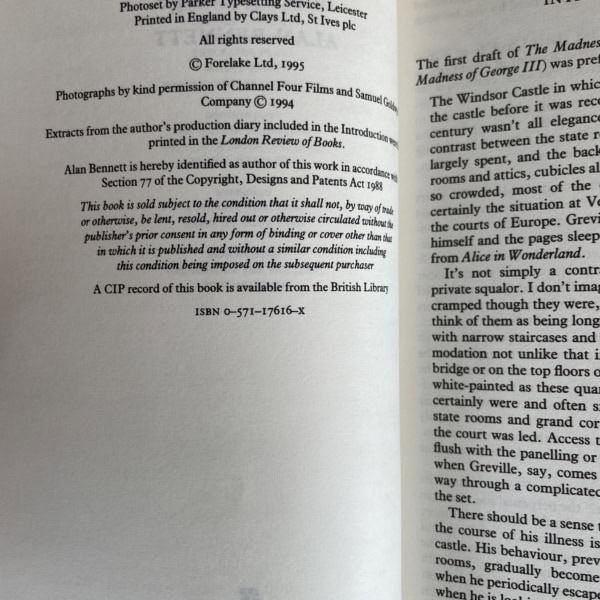 Photoset by Parker Typesetting Service, Leicester
Printed in England by Clays Ltd, St Ives plc
All rights reserved
© Forelake Ltd, 1995
Photographs by kind permission of Channel Four Films and Samuel
Company © 1994
Extracts from the author's production diary included in the Introduction were
printed in the London Review of Books.
Alan Bennett is hereby identified as author of this work in accordance with
Section 77 of the Copyright, Designs and Patents Act 1988
This book is sold subject to the condition that it shall not, by way of trade
or otherwise, be lent, resold, hired out or otherwise circulated without the
publisher's prior consent in any form of binding or cover other than that
in which it is published and without a similar condition including
this condition being imposed on the subsequent purchaser
A CIP record of this book is available from the British Library
ISBN 0-571-17616-X
The first draft of The Madness
Madness of George III) was
The Windsor Castle in which
the castle before it was
century wasn't all elegance
contrast between the state
largely spent, and the
rooms and attics, cubicles
so crowded, most of the
certainly the situation at
the courts of Europe.
himself and the pages
from Alice in Wonderland.
It's not simply a
private squalor. I don't
cramped though they were,
think of them as being long
with narrow staircases and
modation not unlike that
bridge or on the top floors
white-painted as these
certainly were and often
state rooms and grand
the court was led. Access
flush with the panelling or
when Greville, say, comes
way through a complicated
the set.
There should be a sense
the course of his illness is
castle. His behaviour,
rooms, gradually
when he periodically
when he is